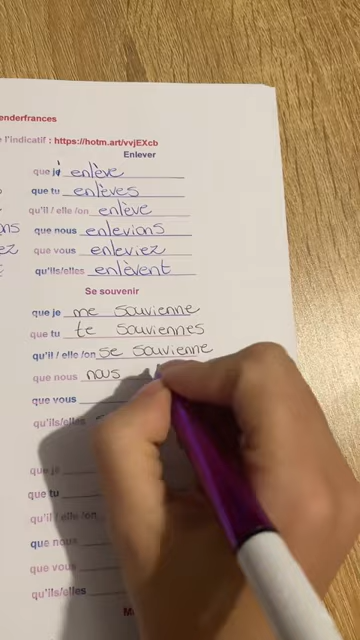 enderfrances
l'indicatif : https://hotm.art/vvjEXcb
Enlever
que j' enlève
que tu enlèves
qu'il / elle /on enlève
ons que nous enlevions
ez que vous enleviez
qu'ils/elles enlèvent
Se souvenir
que je me souvienne
que tu te souviennes
qu'il / elle /on se souvienne
que nous nous
que vous
qu'ils/elles
que je
que tu
qu'il / elle /on
que nous
que vous
qu'ils/elles